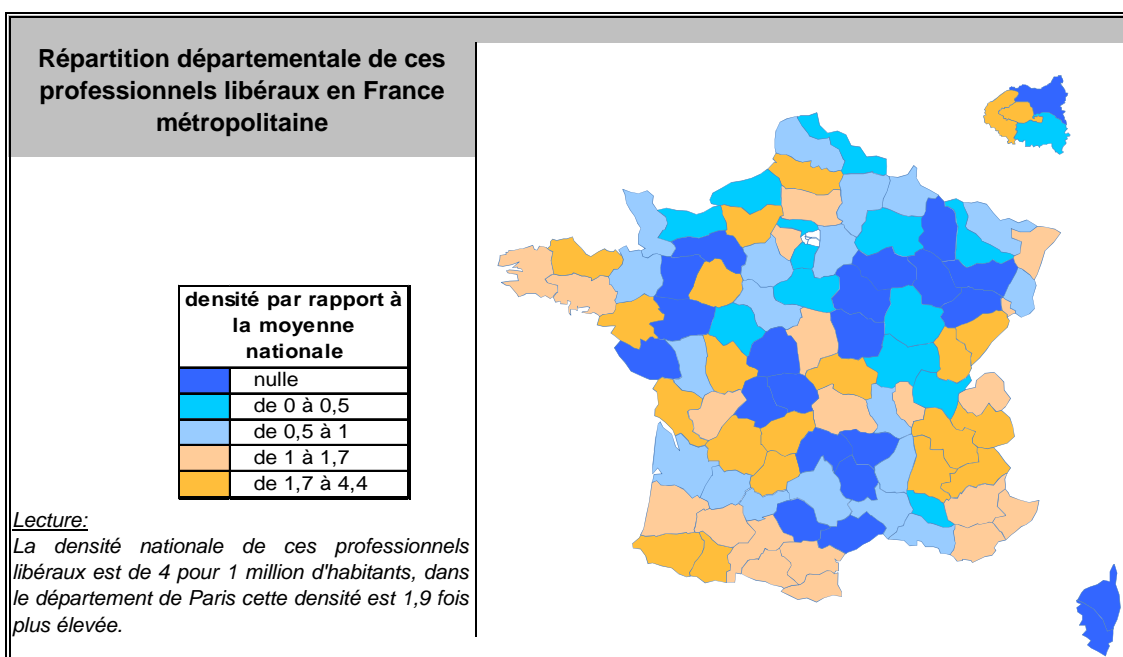 Répartition départementale de ces
professionnels libéraux en France
métropolitaine
densité par rapport à
la moyenne
nationale
nulle
de 0 à 0,5
de 0,5 à 1
de 1 à 1,7
de 1,7 à 4,4
Lecture:
La densité nationale de ces professionnels
libéraux est de 4 pour 1 million d'habitants, dans
le département de Paris cette densité est 1,9 fois
plus élevée.